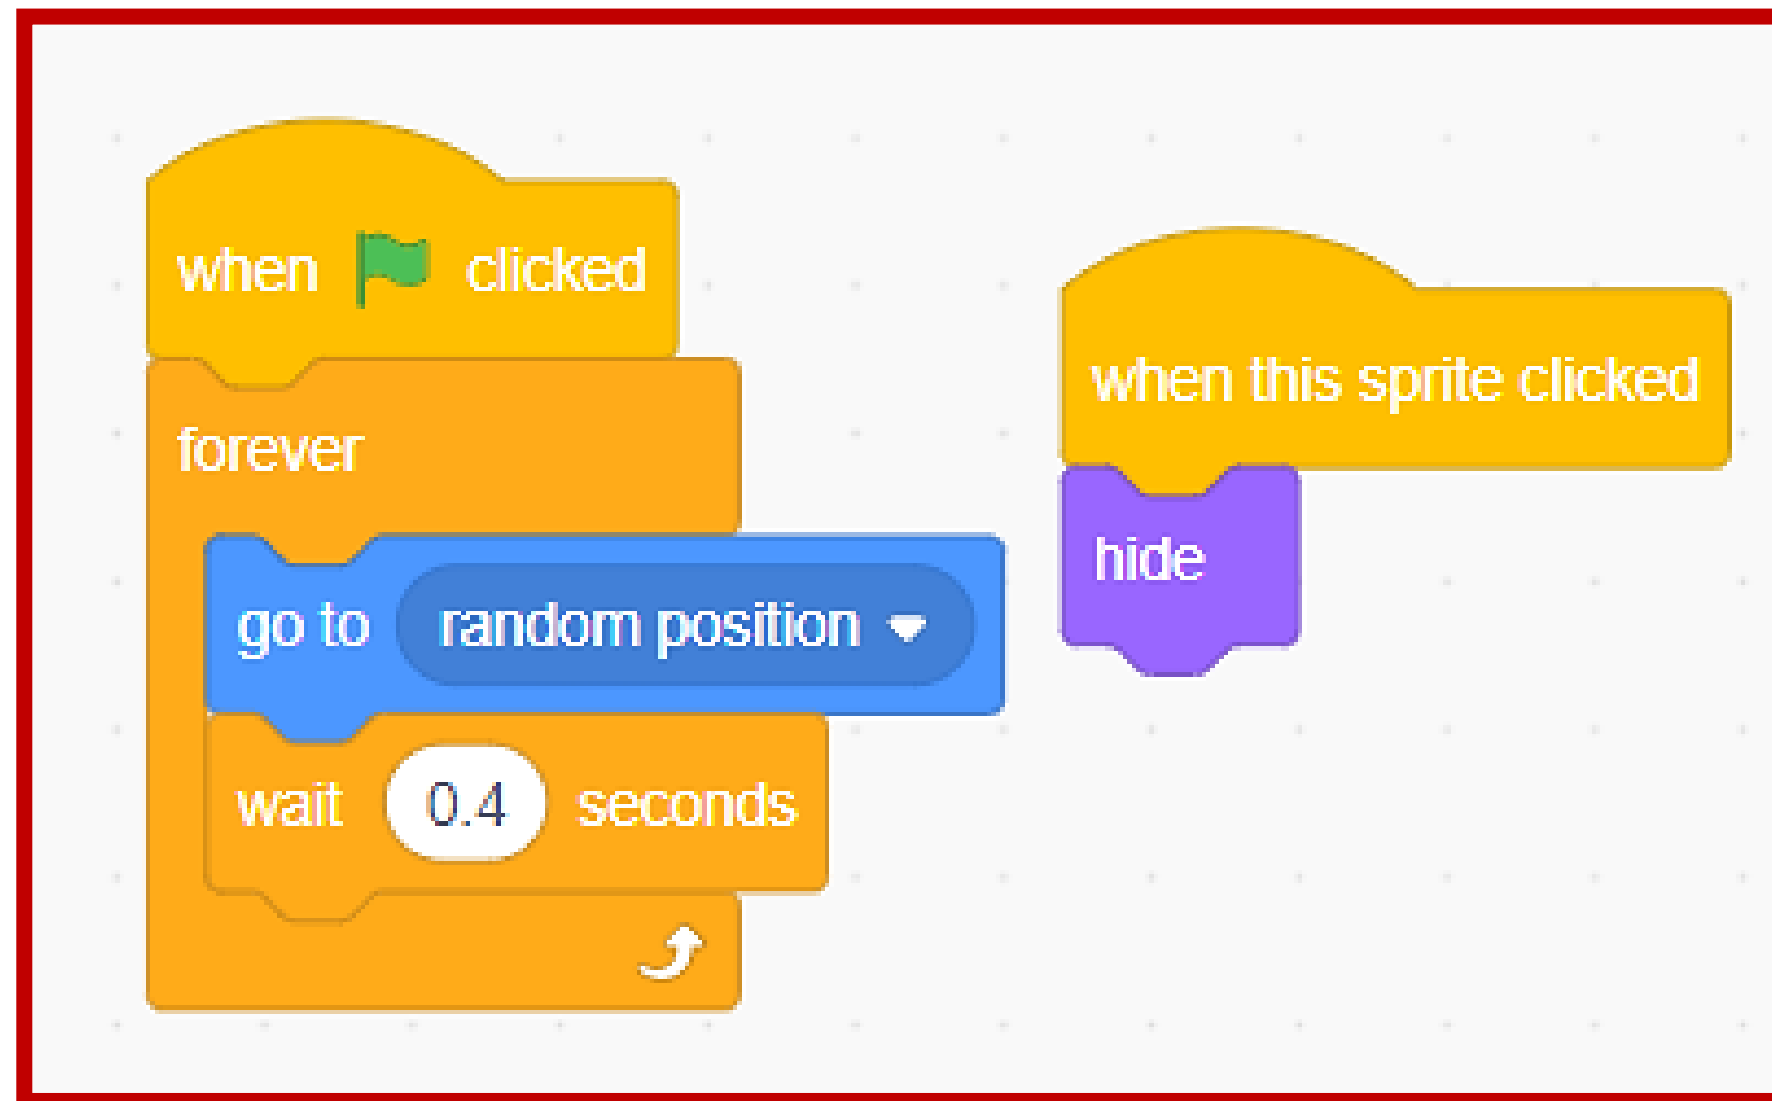 when clicked
forever
go to random position
wait 0.4 seconds
when this sprite clicked
hide